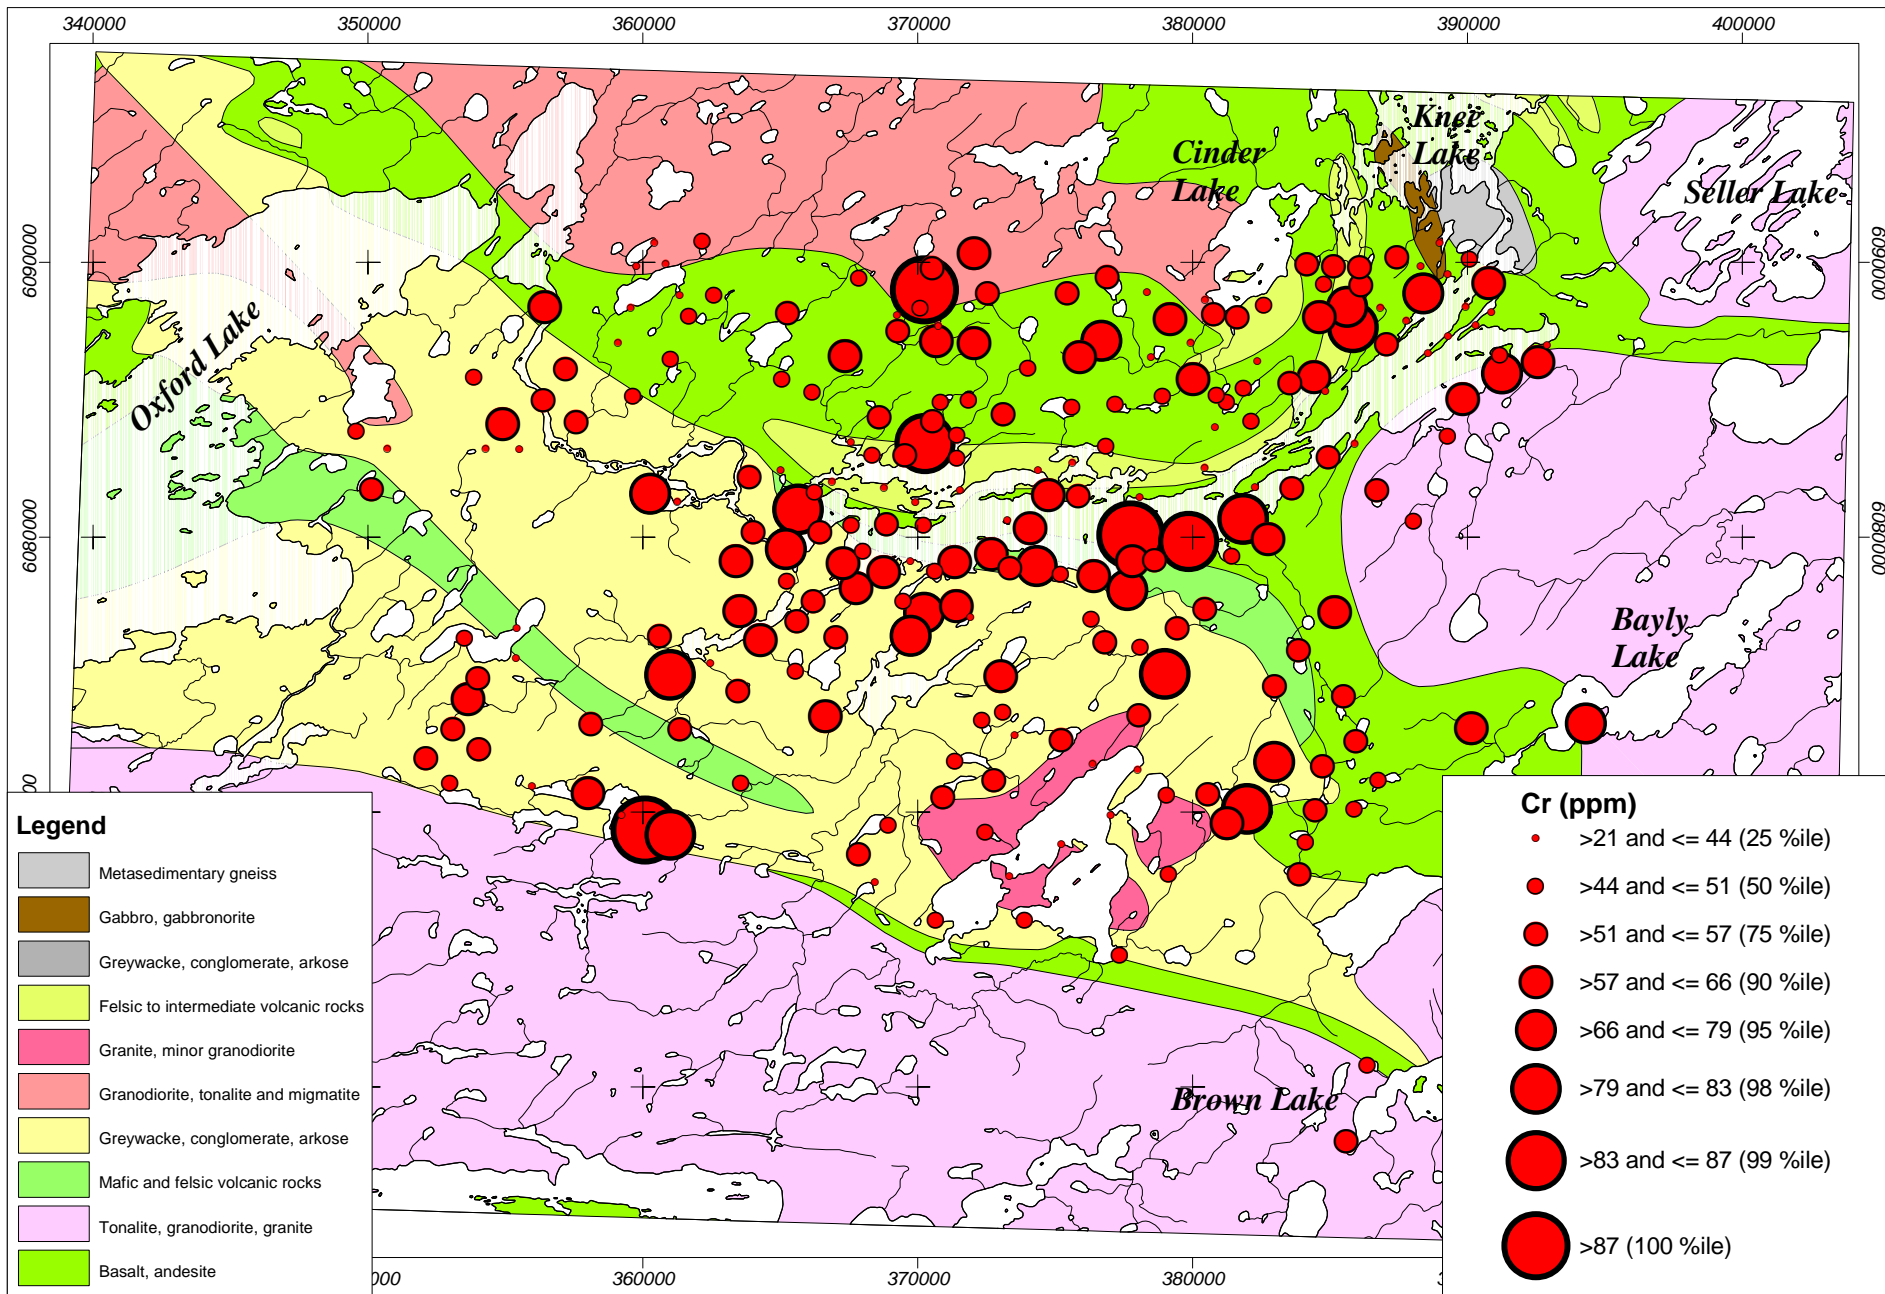 340000
350000
360000
370000
380000
390000
400000
6090000
6090000
6080000
6080000
Knee
Lake
Cinder
Lake
Seller Lake
Oxford Lake
Bayly
Lake
Brown Lake
Legend
Metasedimentary gneiss
Gabbro, gabbronorite
Greywacke, conglomerate, arkose
Felsic to intermediate volcanic rocks
Granite, minor granodiorite
Granodiorite, tonalite and migmatite
Greywacke, conglomerate, arkose
Mafic and felsic volcanic rocks
Tonalite, granodiorite, granite
Basalt, andesite
Cr (ppm)
>21 and <= 44 (25 %ile)
>44 and <= 51 (50 %ile)
>51 and <= 57 (75 %ile)
>57 and <= 66 (90 %ile)
>66 and <= 79 (95 %ile)
>79 and <= 83 (98 %ile)
>83 and <= 87 (99 %ile)
>87 (100 %ile)
360000
370000
380000